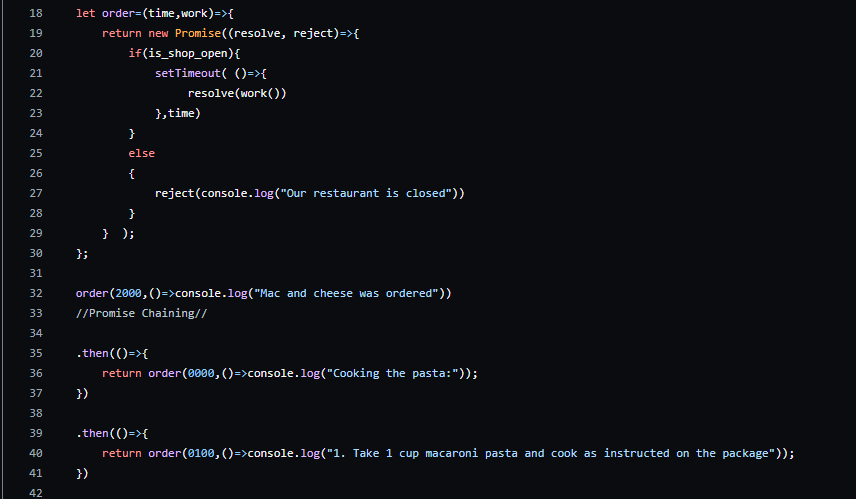 18 let order=(time,work)=>{
19 return new Promise((resolve, reject)=>{
20 if(is_shop_open){
21 setTimeout( ()=>{
22 resolve(work())
23 },time)
24 }
25 else
26 {
27 reject(console.log("Our restaurant is closed"))
28 }
29 }  );
30 };
31
32 order(2000,()=>console.log("Mac and cheese was ordered"))
33 //Promise Chaining//
34
35 .then(()=>{
36 return order(0000,()=>console.log("Cooking the pasta:"));
37 })
38
39 .then(()=>{
40 return order(0100,()=>console.log("1. Take 1 cup macaroni pasta and cook as instructed on the package"));
41 })
42